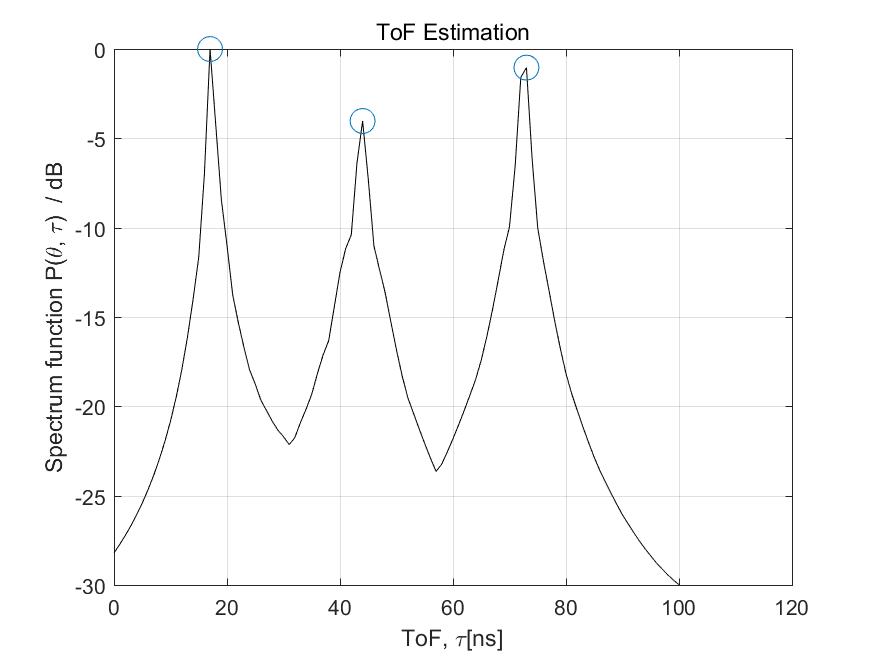 ToF Estimation
Spectrum function P(θ, τ) / dB
0
-5
-10
-15
-20
-25
-30
0 20 40 60 80 100 120
ToF, τ[ns]